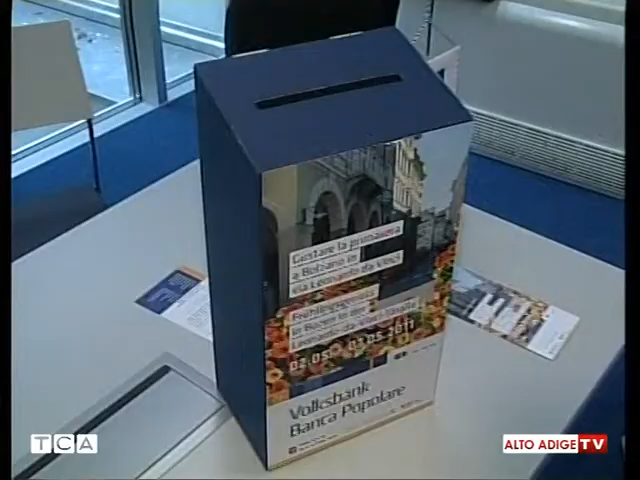 Gustare la primavera
a Bolzano in
via Leonardo da Vinci
Frühlingsgenuss
in Bozen in der
Leonardo-da-Vinci-Straße
02.05 - 03.05.2011
Volksbank
Banca Popolare
TCA
ALTO ADIGE TV